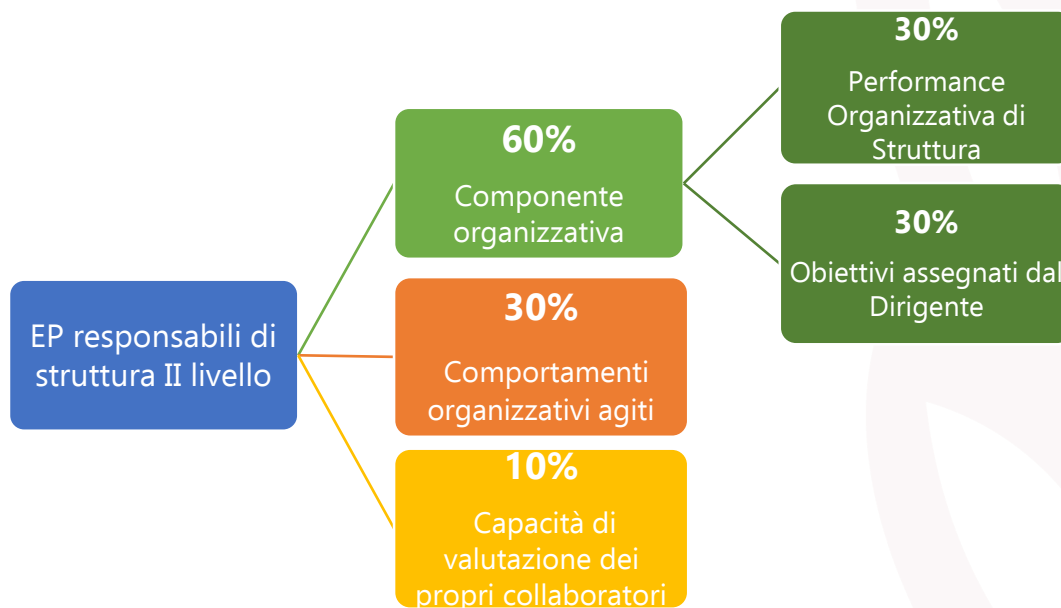 EP responsabili di
struttura II livello
60%
Componente
organizzativa
30%
Performance
Organizzativa di
Struttura
30%
Obiettivi assegnati dal
Dirigente
30%
Comportamenti
organizzativi agiti
10%
Capacità di
valutazione dei
propri collaboratori